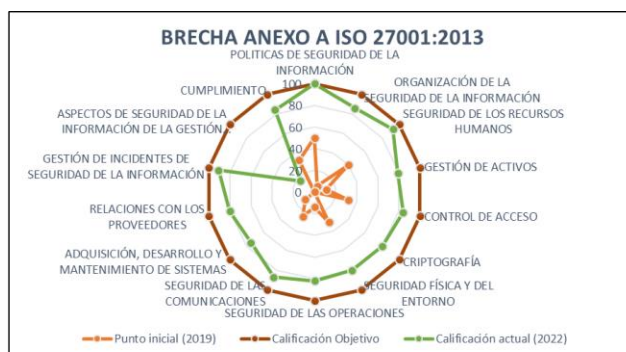 BRECHA ANEXO A ISO 27001:2013
POLITICAS DE SEGURIDAD DE LA
INFORMACIÓN
ORGANIZACIÓN DE LA
SEGURIDAD DE LA INFORMACIÓN
SEGURIDAD DE LOS RECURSOS
HUMANOS
GESTIÓN DE ACTIVOS
CONTROL DE ACCESO
CRIPTOGRAFÍA
SEGURIDAD FÍSICA Y DEL
ENTORNO
SEGURIDAD DE LAS OPERACIONES
SEGURIDAD DE LAS
COMUNICACIONES
ADQUISICIÓN, DESARROLLO Y
MANTENIMIENTO DE SISTEMAS
RELACIONES CON LOS
PROVEEDORES
GESTIÓN DE INCIDENTES DE
SEGURIDAD DE LA INFORMACIÓN
ASPECTOS DE SEGURIDAD DE LA
INFORMACIÓN DE LA GESTIÓN
CUMPLIMIENTO
100
80
60
40
20
0
Punto inicial (2019)
Calificación Objetivo
Calificación actual (2022)